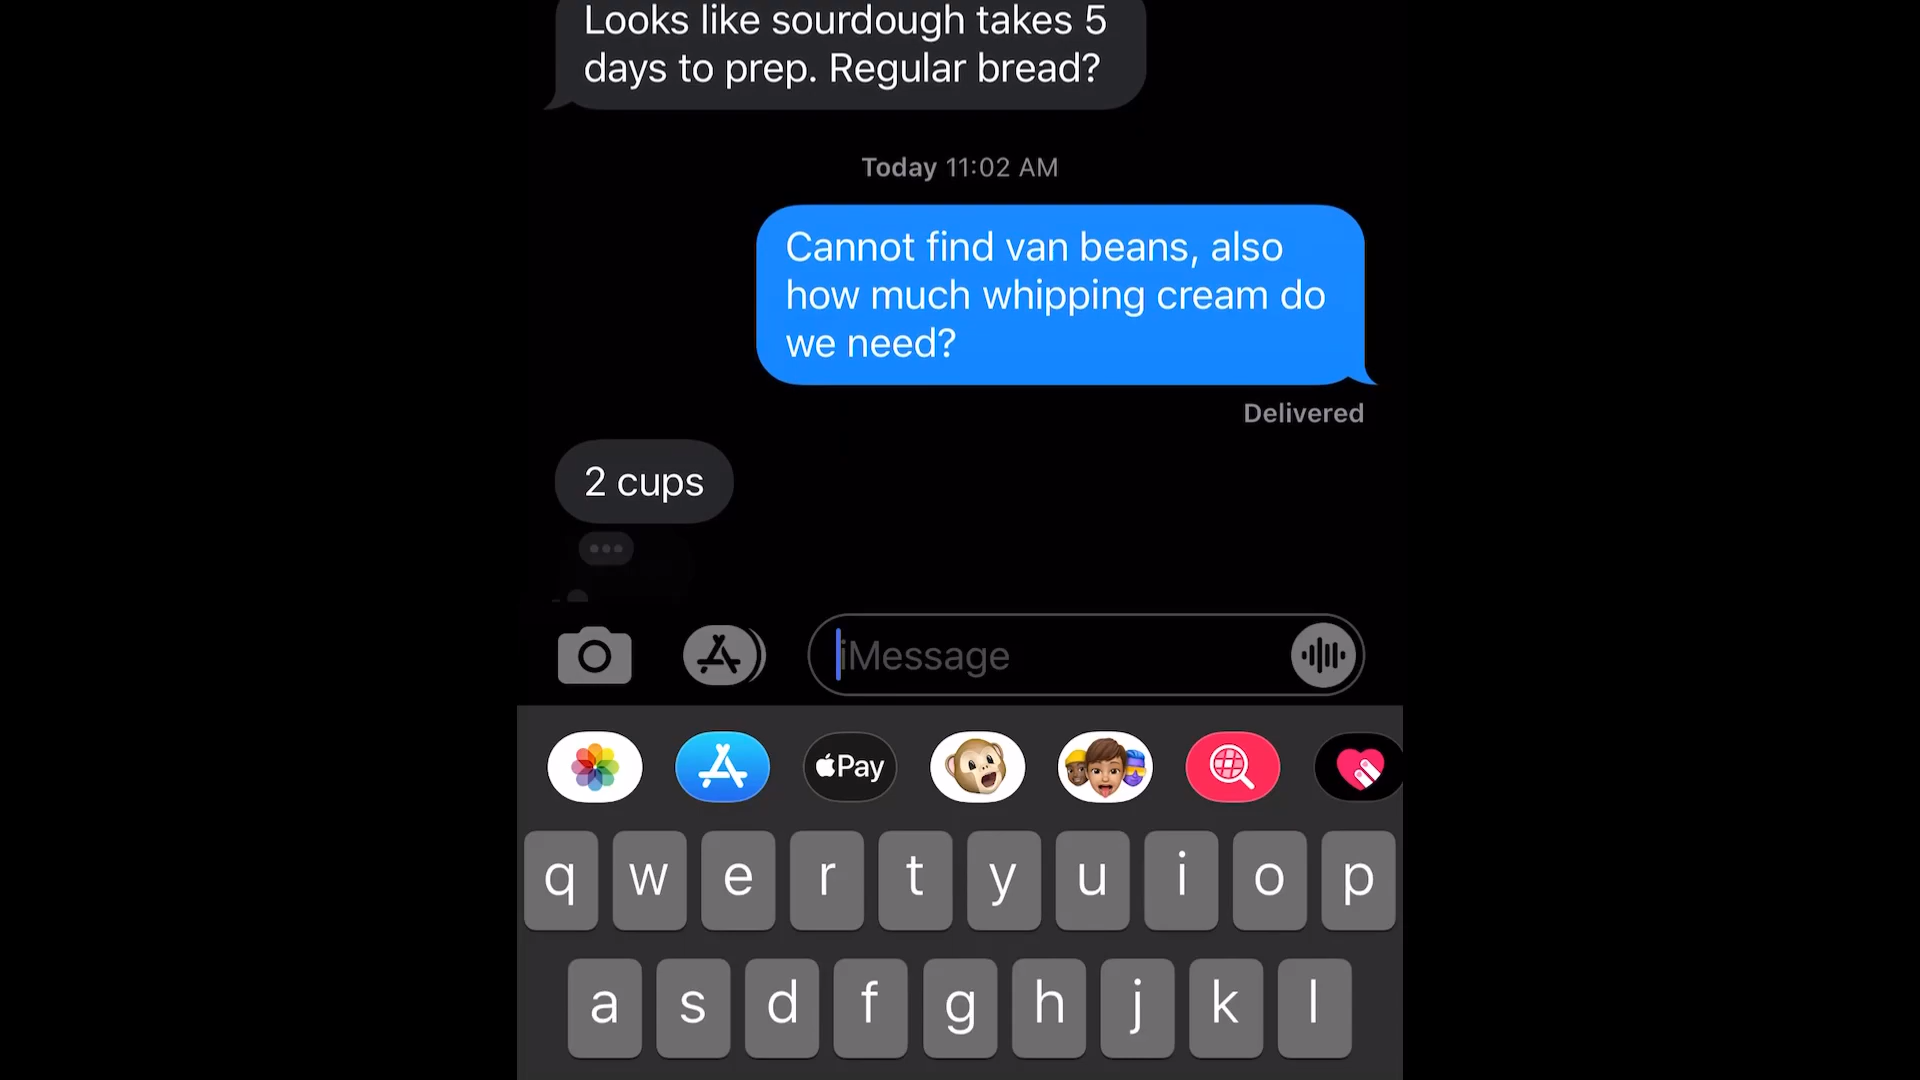 Looks like sourdough takes 5
days to prep. Regular bread?
Today 11:02 AM
Cannot find van beans, also
how much whipping cream do
we need?
Delivered
2 cups
iMessage
Pay
q w e r t y u i o p
a s d f g h j k l